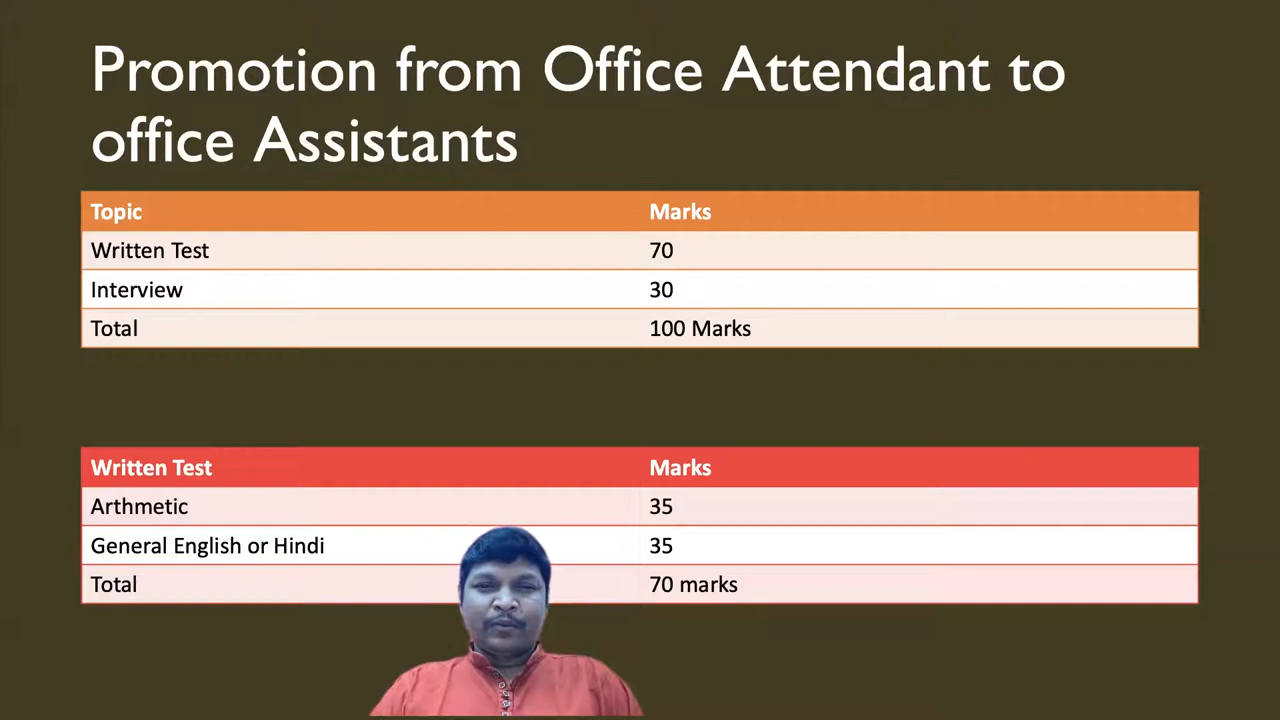 Promotion from Office Attendant to
office Assistants
Topic Marks
Written Test 70
Interview 30
Total 100 Marks
Written Test Marks
Arthmetic 35
General English or Hindi 35
Total 70 marks